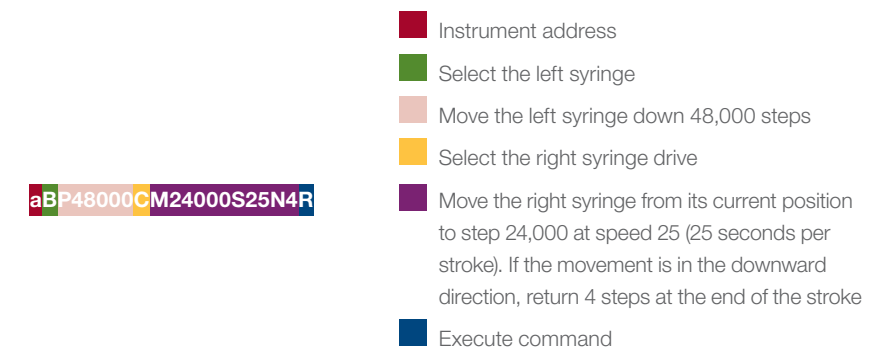 aBP48000CM24000S25N4R
Instrument address
Select the left syringe
Move the left syringe down 48,000 steps
Select the right syringe drive
Move the right syringe from its current position
to step 24,000 at speed 25 (25 seconds per
stroke). If the movement is in the downward
direction, return 4 steps at the end of the stroke
Execute command